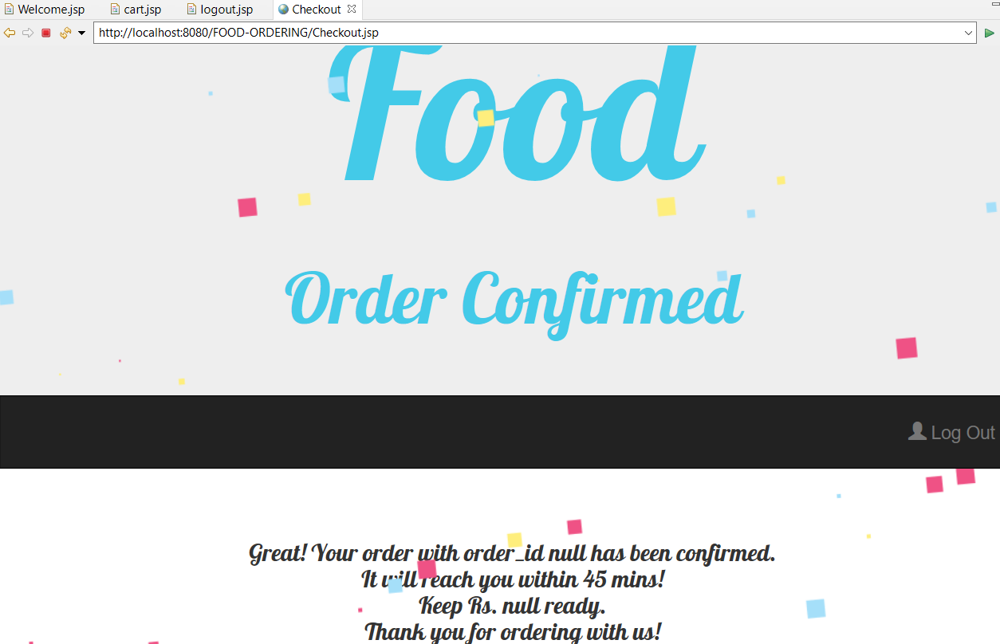 Welcome.jsp cart.jsp logout.jsp Checkout
http://localhost:8080/FOOD-ORDERING/Checkout.jsp
Food
Order Confirmed
Log Out
Great! Your order with order_id null has been confirmed.
It will reach you within 45 mins!
Keep Rs. null ready.
Thank you for ordering with us!